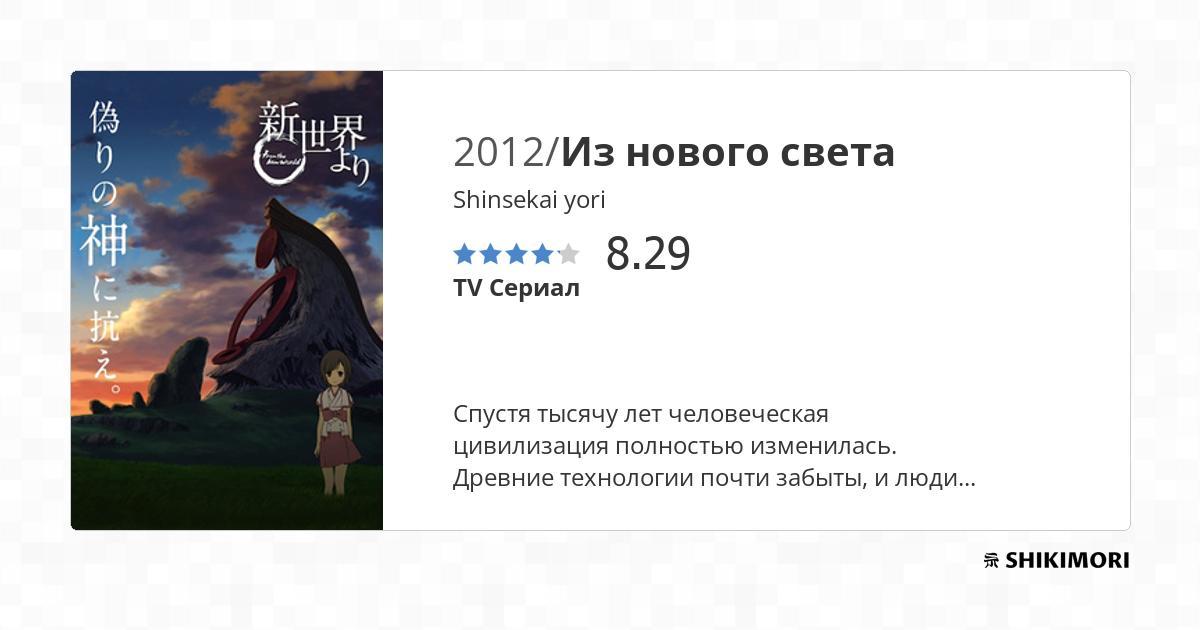 偽りの神に抗え。
新世界より
From the New World
2012/Из нового света
Shinsekai yori
8.29
TV Сериал
Спустя тысячу лет человеческая
цивилизация полностью изменилась.
Древние технологии почти забыты, и люди...
SHIKIMORI